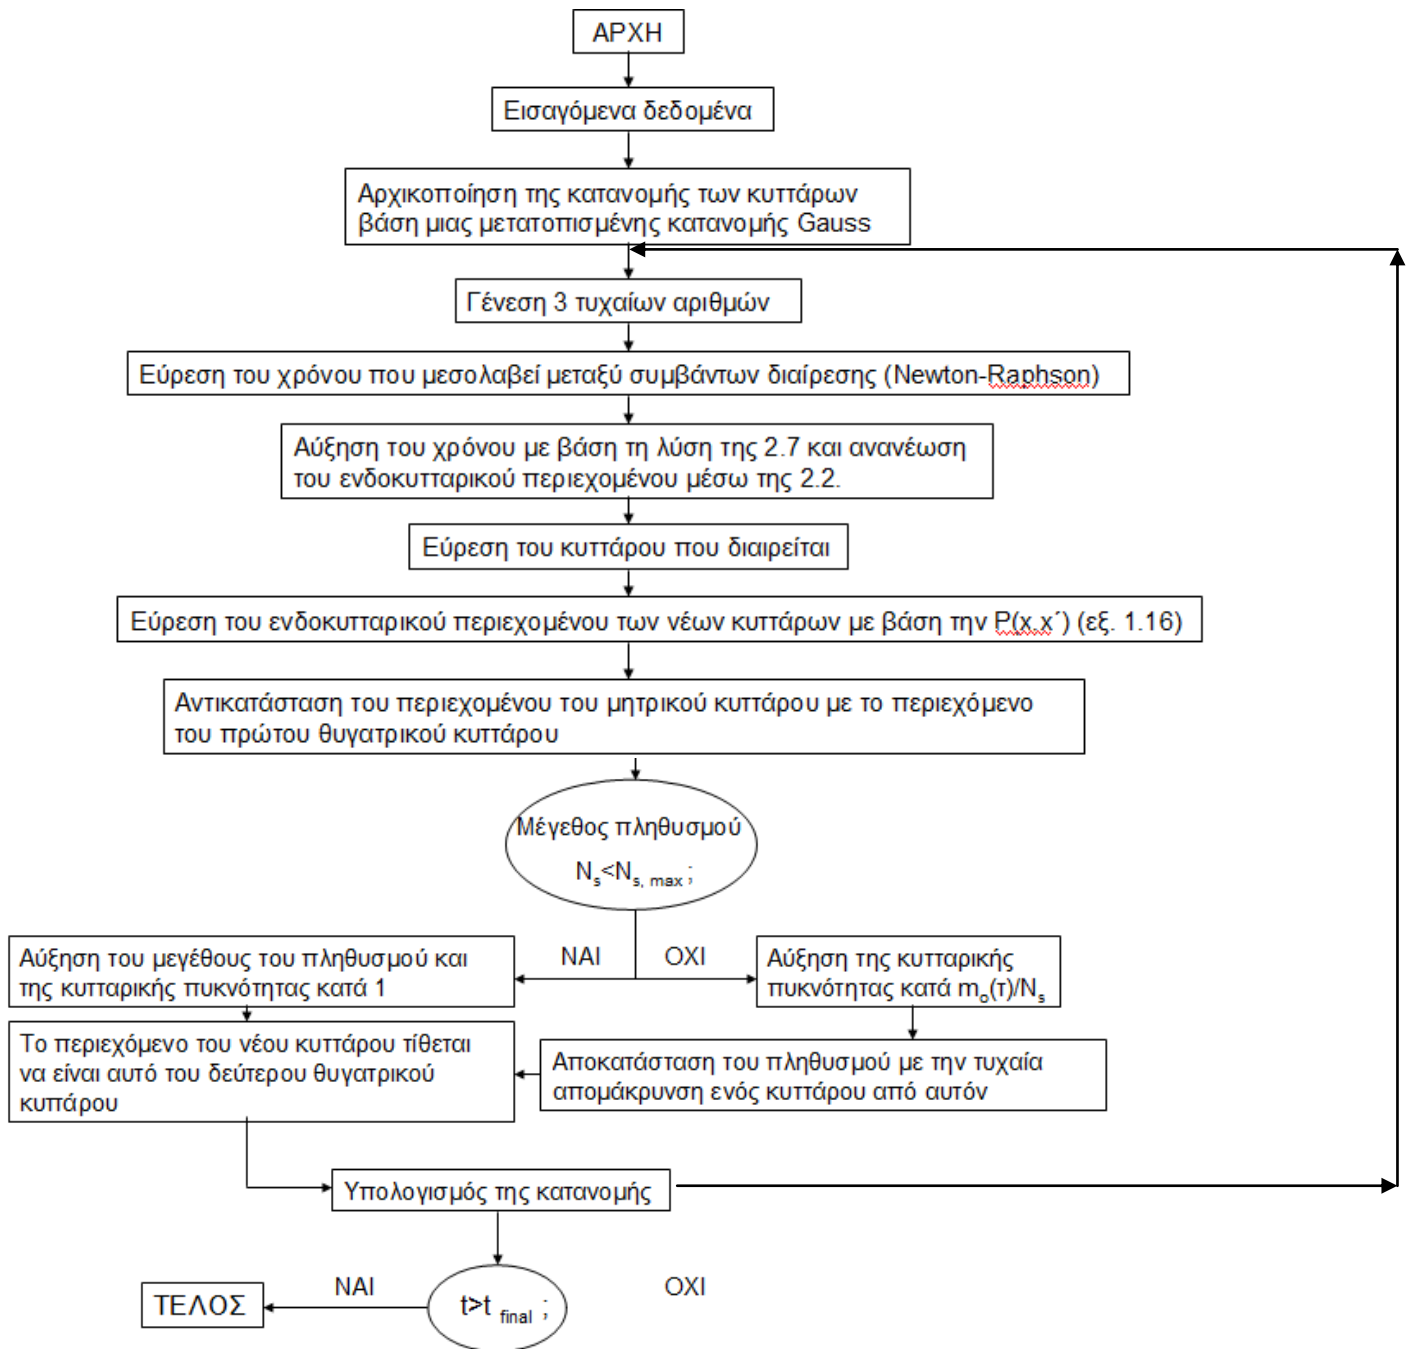 ΑΡΧΗ
Εισαγόμενα δεδομένα
Αρχικοποίηση της κατανομής των κυττάρων
βάση μιας μετατοπισμένης κατανομής Gauss
Γένεση 3 τυχαίων αριθμών
Εύρεση του χρόνου που μεσολαβεί μεταξύ συμβάντων διαίρεσης (Newton-Raphson)
Αύξηση του χρόνου με βάση τη λύση της 2.7 και ανανέωση
του ενδοκυτταρικού περιεχομένου μέσω της 2.2.
Εύρεση του κυττάρου που διαιρείται
Εύρεση του ενδοκυτταρικού περιεχομένου των νέων κυττάρων με βάση την P(x.x´) (εξ. 1.16)
Αντικατάσταση του περιεχομένου του μητρικού κυττάρου με το περιεχόμενο
του πρώτου θυγατρικού κυττάρου
Μέγεθος πληθυσμού
Ns<Ns, max ;
ΝΑΙ
ΟΧΙ
Αύξηση του μεγέθους του πληθυσμού και
της κυτταρικής πυκνότητας κατά 1
Αύξηση της κυτταρικής
πυκνότητας κατά mo(τ)/Ns
Το περιεχόμενο του νέου κυττάρου τίθεται
να είναι αυτό του δεύτερου θυγατρικού
κυττάρου
Αποκατάσταση του πληθυσμού με την τυχαία
απομάκρυνση ενός κυττάρου από αυτόν
Υπολογισμός της κατανομής
ΝΑΙ
ΟΧΙ
ΤΕΛΟΣ
t>t final ;